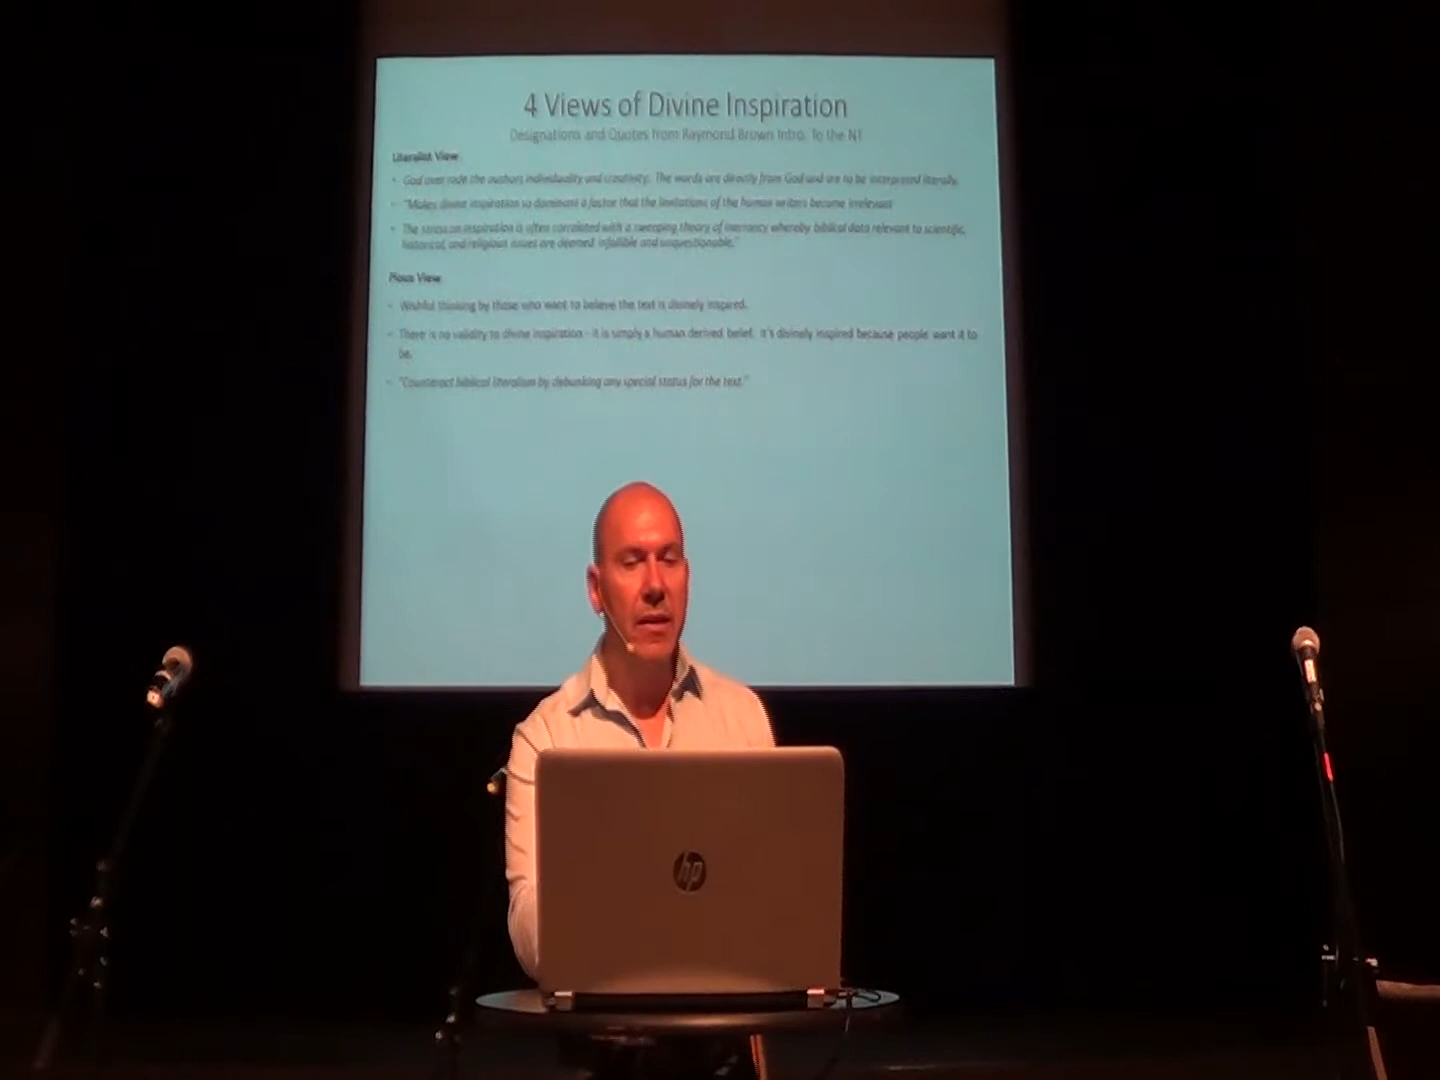 4 Views of Divine Inspiration
Designations and Quotes from Raymond Brown Intro. To the NT
Literalist View
God over rode the authors individuality and creativity. The words are directly from God and are to be interpreted literally.
"Makes divine inspiration so dominant a factor that the limitations of the human writers become irrelevant
The stress on inspiration is often correlated with a sweeping theory of inerrancy whereby biblical data relevant to scientific,
historical, and religious issues are deemed infallible and unquestionable."
Pious View
Wishful thinking by those who want to believe the text is divinely inspired.
There is no validity to divine inspiration - it is simply a human derived belief. It's divinely inspired because people want it to
be.
"Counteract biblical literalism by debunking any special status for the text."
hp